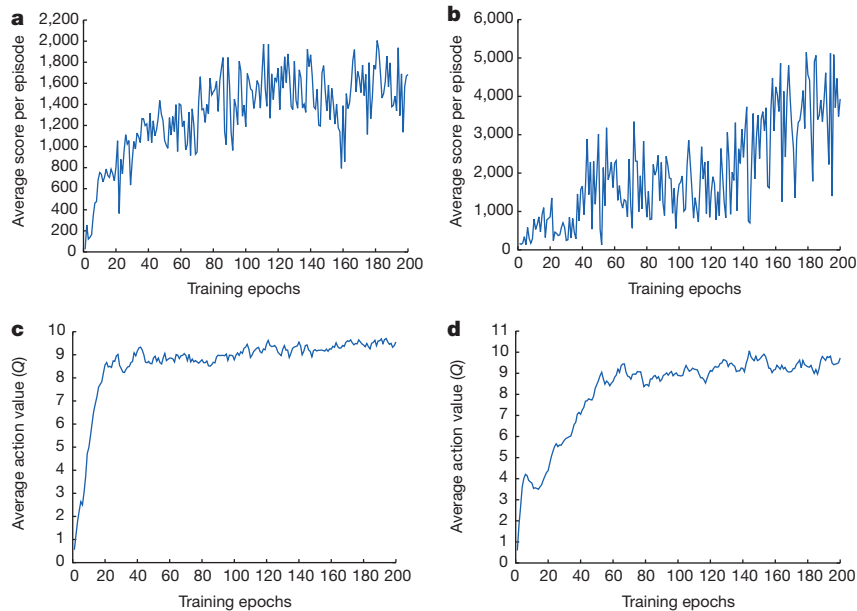 a
Average score per episode
2,200
2,000
1,800
1,600
1,400
1,200
1,000
800
600
400
200
0
0 20 40 60 80 100 120 140 160 180 200
Training epochs
b
Average score per episode
6,000
5,000
4,000
3,000
2,000
1,000
0
0 20 40 60 80 100 120 140 160 180 200
Training epochs
c
Average action value (Q)
10
9
8
7
6
5
4
3
2
1
0
0 20 40 60 80 100 120 140 160 180 200
Training epochs
d
Average action value (Q)
11
10
9
8
7
6
5
4
3
2
1
0
0 20 40 60 80 100 120 140 160 180 200
Training epochs